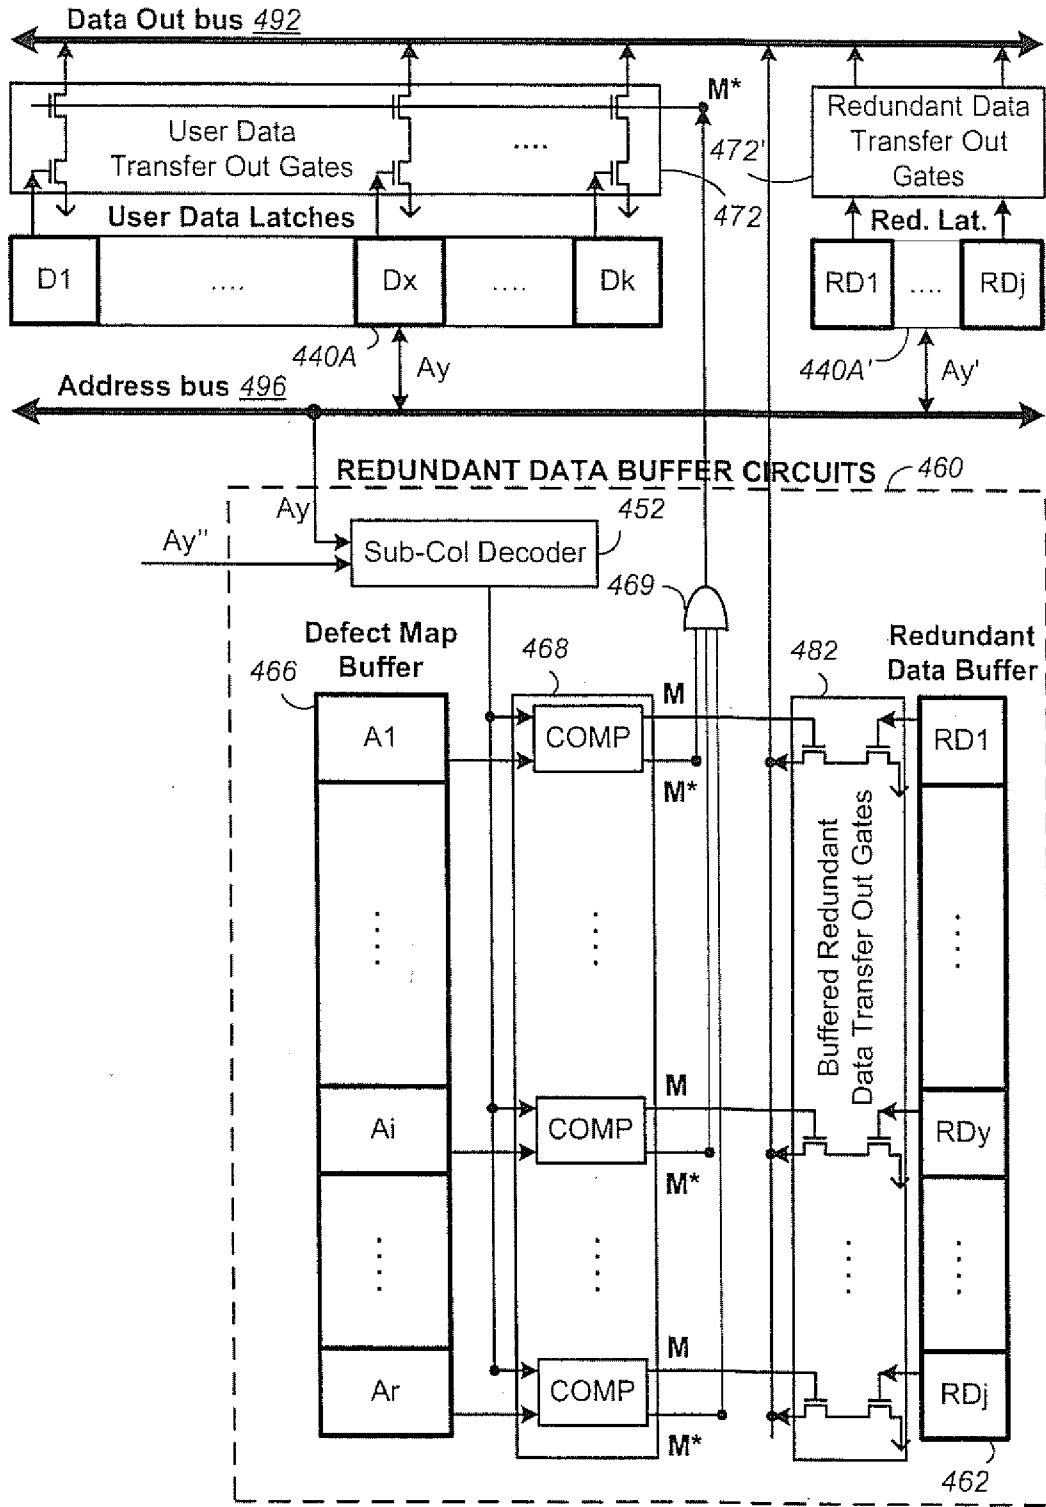 Data Out bus 492
M*
User Data
Transfer Out Gates
....
472'
472
Redundant Data
Transfer Out
Gates
User Data Latches
Red. Lat.
D1
....
Dx
....
Dk
RD1
....
RDj
440A
Ay
440A'
Ay'
Address bus 496
REDUNDANT DATA BUFFER CIRCUITS
460
Ay
Ay"
452
Sub-Col Decoder
469
Defect Map
Buffer
466
468
482
Redundant
Data Buffer
A1
COMP
M
M*
RD1
....
....
....
Buffered Redundant
Data Transfer Out Gates
Ai
COMP
M
M*
RDy
....
....
....
....
Ar
COMP
M
M*
RDj
462